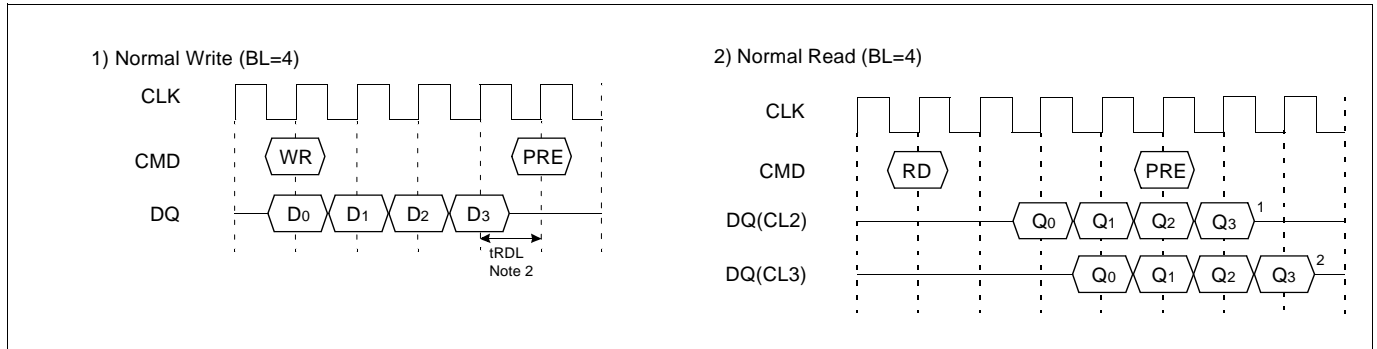 1) Normal Write (BL=4)
CLK
CMD
WR
PRE
DQ
D0
D1
D2
D3
tRDL
Note 2
2) Normal Read (BL=4)
CLK
CMD
RD
PRE
DQ(CL2)
Q0
Q1
Q2
Q3
1
DQ(CL3)
Q0
Q1
Q2
Q3
2